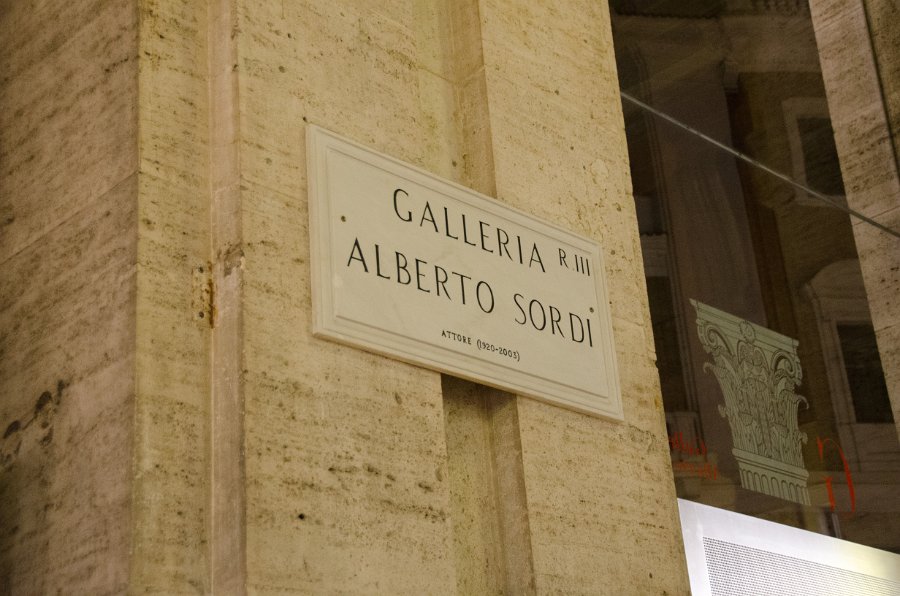 GALLERIA R.III
ALBERTO SORDI
ATTORE (1920-2003)